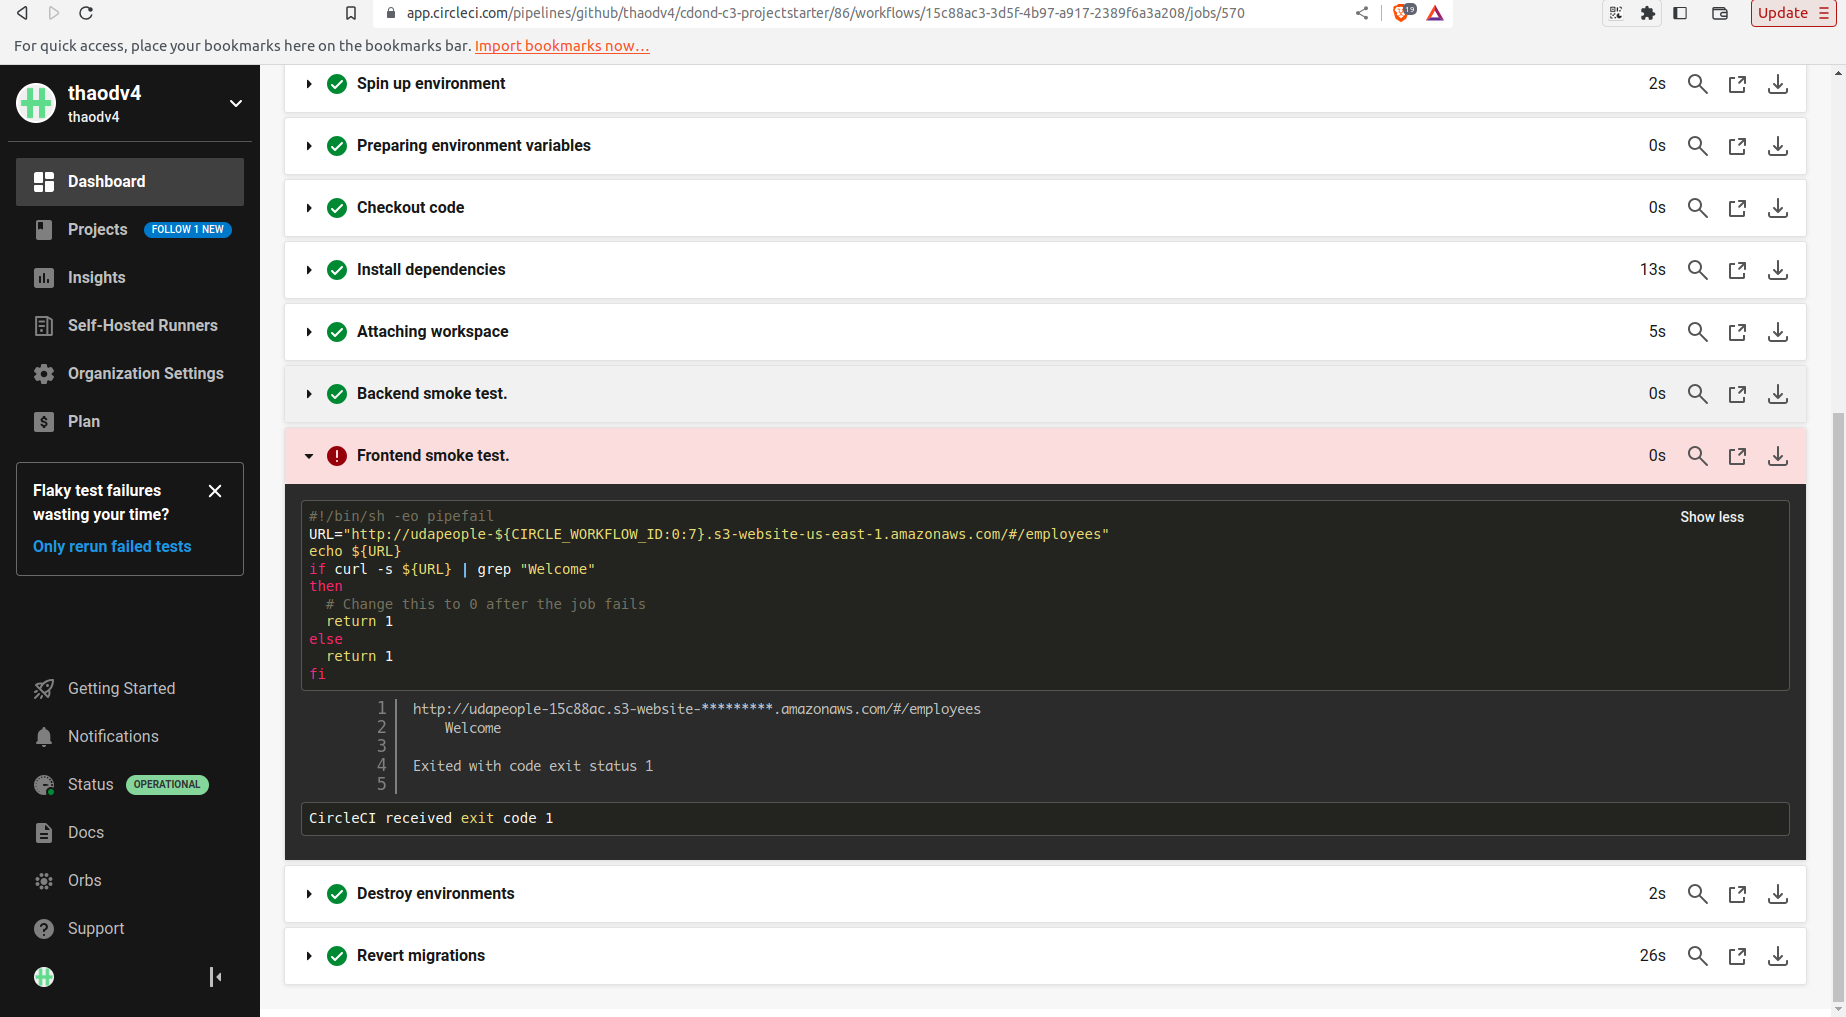 app.circleci.com/pipelines/github/thaodv4/cdond-c3-projectstarter/86/workflows/15c88ac3-3d5f-4b97-a917-2389f6a3a208/jobs/570
19
Update
For quick access, place your bookmarks here on the bookmarks bar. Import bookmarks now...
thaodv4
thaodv4
Dashboard
Projects FOLLOW 1 NEW
Insights
Self-Hosted Runners
Organization Settings
Plan
Flaky test failures
wasting your time?
Only rerun failed tests
Getting Started
Notifications
Status OPERATIONAL
Docs
Orbs
Support
Spin up environment 2s
Preparing environment variables 0s
Checkout code 0s
Install dependencies 13s
Attaching workspace 5s
Backend smoke test. 0s
Frontend smoke test. 0s
Show less
#!/bin/sh -eo pipefail
URL="http://udapeople-${CIRCLE_WORKFLOW_ID:0:7}.s3-website-us-east-1.amazonaws.com/#/employees"
echo ${URL}
if curl -s ${URL} | grep "Welcome"
then
# Change this to 0 after the job fails
return 1
else
return 1
fi
1 http://udapeople-15c88ac.s3-website-*********.amazonaws.com/#/employees
2 Welcome
3
4 Exited with code exit status 1
5
CircleCI received exit code 1
Destroy environments 2s
Revert migrations 26s